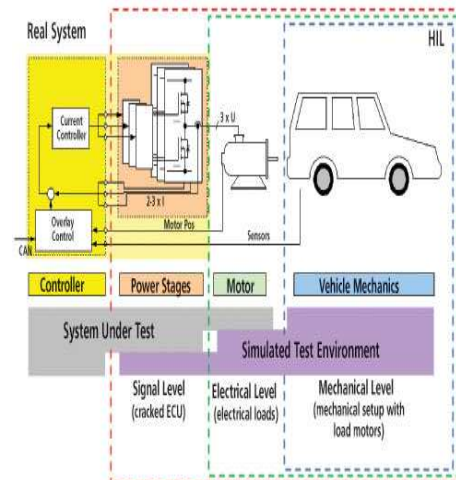 Real System
HIL
Current
Controller
3 x U
2-3 x I
Overlay
Control
Motor Pos
Sensors
CAN
Controller
Power Stages
Motor
Vehicle Mechanics
System Under Test
Simulated Test Environment
Signal Level
(cracked ECU)
Electrical Level
(electrical loads)
Mechanical Level
(mechanical setup with
load motors)